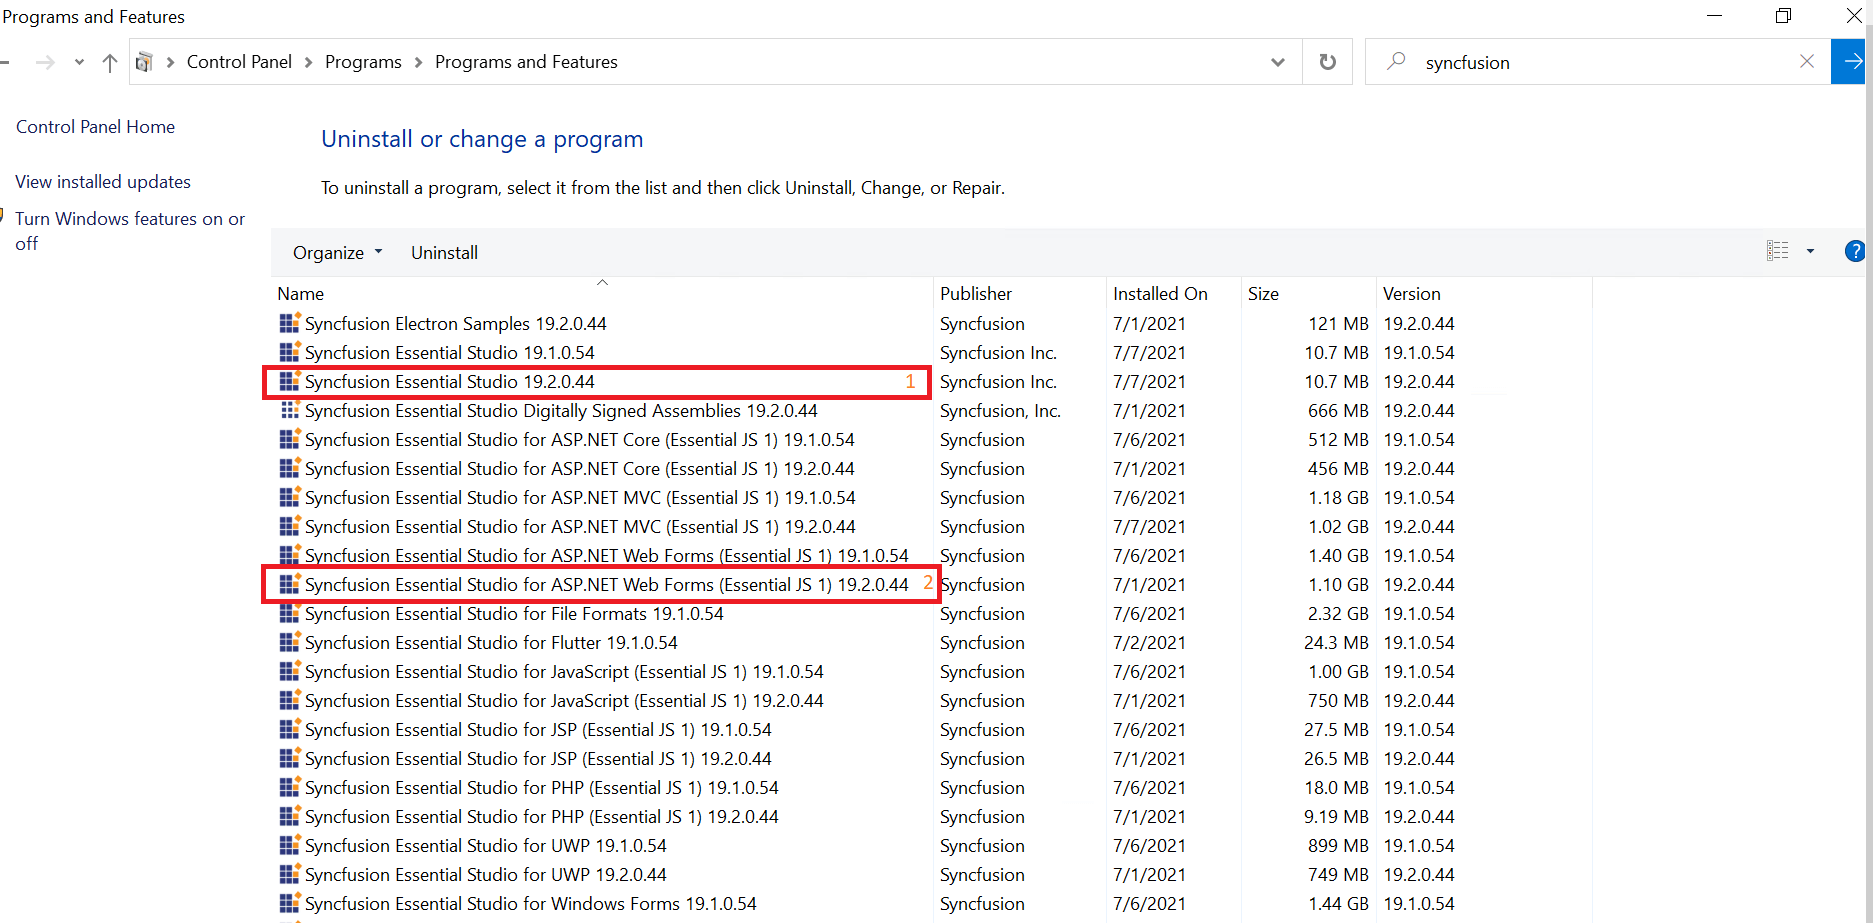 Programs and Features
Control Panel Programs Programs and Features
syncfusion
Control Panel Home
View installed updates
Turn Windows features on or
off
Uninstall or change a program
To uninstall a program, select it from the list and then click Uninstall, Change, or Repair.
Organize Uninstall ?
Name Publisher Installed On Size Version
Syncfusion Electron Samples 19.2.0.44 Syncfusion 7/1/2021 121 MB 19.2.0.44
Syncfusion Essential Studio 19.1.0.54 Syncfusion Inc. 7/7/2021 10.7 MB 19.1.0.54
Syncfusion Essential Studio 19.2.0.44 1 Syncfusion Inc. 7/7/2021 10.7 MB 19.2.0.44
Syncfusion Essential Studio Digitally Signed Assemblies 19.2.0.44 Syncfusion, Inc. 7/1/2021 666 MB 19.2.0.44
Syncfusion Essential Studio for ASP.NET Core (Essential JS 1) 19.1.0.54 Syncfusion 7/6/2021 512 MB 19.1.0.54
Syncfusion Essential Studio for ASP.NET Core (Essential JS 1) 19.2.0.44 Syncfusion 7/1/2021 456 MB 19.2.0.44
Syncfusion Essential Studio for ASP.NET MVC (Essential JS 1) 19.1.0.54 Syncfusion 7/6/2021 1.18 GB 19.1.0.54
Syncfusion Essential Studio for ASP.NET MVC (Essential JS 1) 19.2.0.44 Syncfusion 7/7/2021 1.02 GB 19.2.0.44
Syncfusion Essential Studio for ASP.NET Web Forms (Essential JS 1) 19.1.0.54 Syncfusion 7/6/2021 1.40 GB 19.1.0.54
Syncfusion Essential Studio for ASP.NET Web Forms (Essential JS 1) 19.2.0.44 2 Syncfusion 7/1/2021 1.10 GB 19.2.0.44
Syncfusion Essential Studio for File Formats 19.1.0.54 Syncfusion 7/6/2021 2.32 GB 19.1.0.54
Syncfusion Essential Studio for Flutter 19.1.0.54 Syncfusion 7/2/2021 24.3 MB 19.1.0.54
Syncfusion Essential Studio for JavaScript (Essential JS 1) 19.1.0.54 Syncfusion 7/6/2021 1.00 GB 19.1.0.54
Syncfusion Essential Studio for JavaScript (Essential JS 1) 19.2.0.44 Syncfusion 7/1/2021 750 MB 19.2.0.44
Syncfusion Essential Studio for JSP (Essential JS 1) 19.1.0.54 Syncfusion 7/6/2021 27.5 MB 19.1.0.54
Syncfusion Essential Studio for JSP (Essential JS 1) 19.2.0.44 Syncfusion 7/1/2021 26.5 MB 19.2.0.44
Syncfusion Essential Studio for PHP (Essential JS 1) 19.1.0.54 Syncfusion 7/6/2021 18.0 MB 19.1.0.54
Syncfusion Essential Studio for PHP (Essential JS 1) 19.2.0.44 Syncfusion 7/1/2021 9.19 MB 19.2.0.44
Syncfusion Essential Studio for UWP 19.1.0.54 Syncfusion 7/6/2021 899 MB 19.1.0.54
Syncfusion Essential Studio for UWP 19.2.0.44 Syncfusion 7/1/2021 749 MB 19.2.0.44
Syncfusion Essential Studio for Windows Forms 19.1.0.54 Syncfusion 7/6/2021 1.44 GB 19.1.0.54